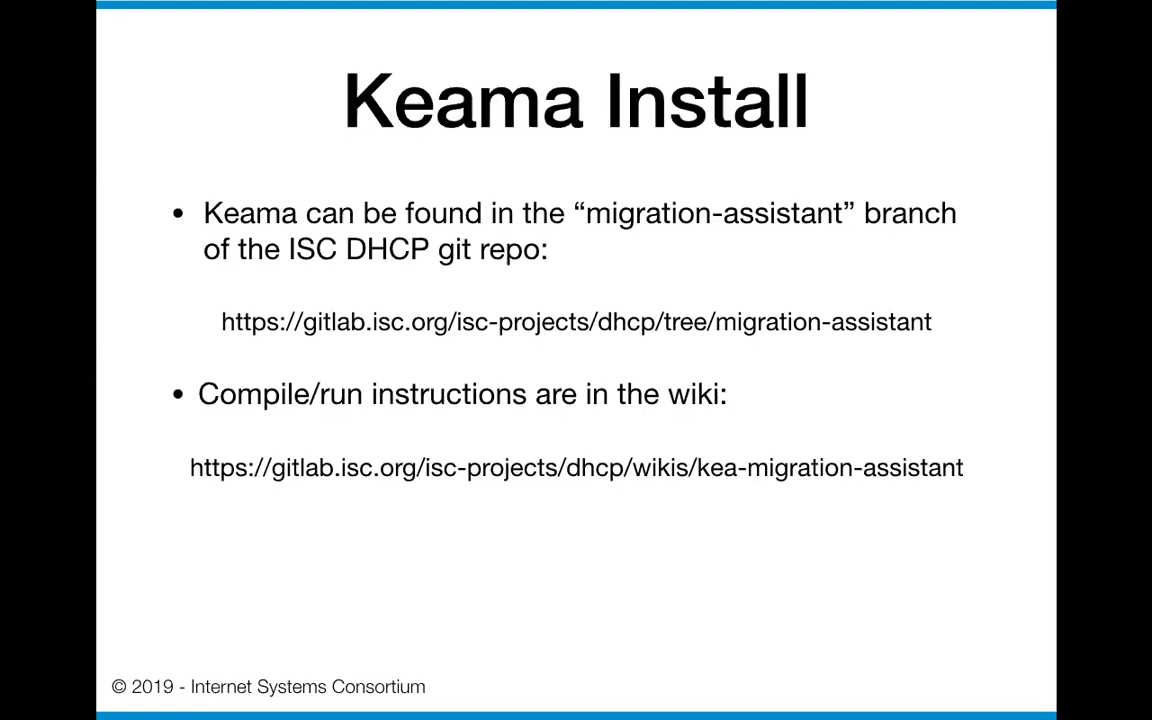 Keama Install
• Keama can be found in the “migration-assistant” branch
of the ISC DHCP git repo:
https://gitlab.isc.org/isc-projects/dhcp/tree/migration-assistant
• Compile/run instructions are in the wiki:
https://gitlab.isc.org/isc-projects/dhcp/wikis/kea-migration-assistant
© 2019 - Internet Systems Consortium